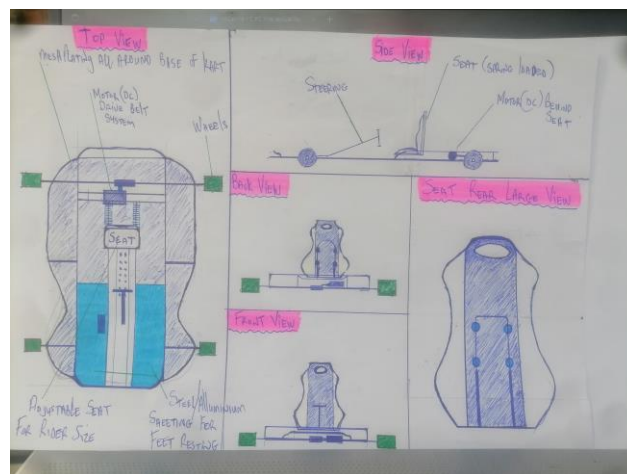 TOP VIEW
PANEL PLATING ALL AROUND BASE OF KART
MOTOR (DC)
DRIVE BELT
SYSTEM
WHEELS
SEAT
ADJUSTABLE SEAT
FOR RIDER SIZE
STEEL/ALUMINIUM
SHEETING FOR
FEET RESTING
SIDE VIEW
STEERING
SEAT (SPRING LOADED)
MOTOR (DC) BEHIND
SEAT
BACK VIEW
FRONT VIEW
SEAT REAR LARGE VIEW